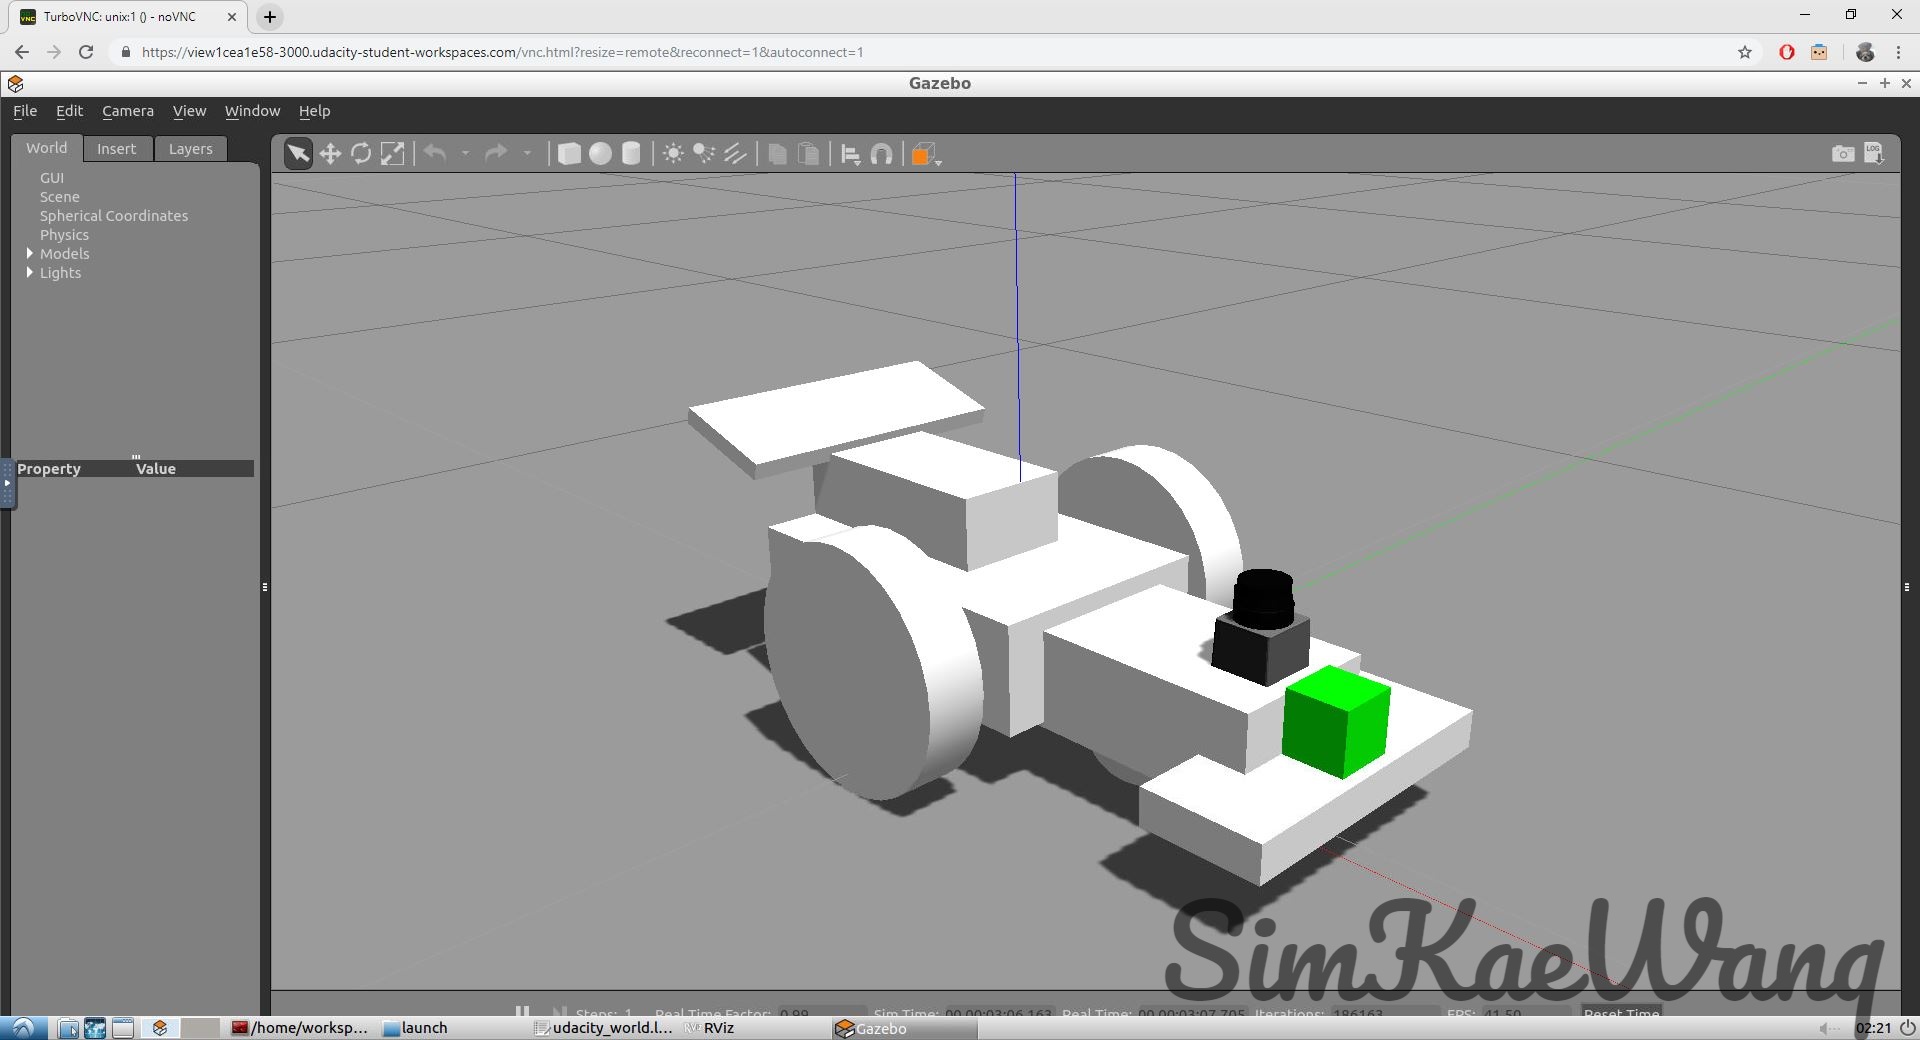 TurboVNC: unix:1 () - noVNC
https://view1cea1e58-3000.udacity-student-workspaces.com/vnc.html?resize=remote&reconnect=1&autoconnect=1
Gazebo
File Edit Camera View Window Help
World Insert Layers
GUI
Scene
Spherical Coordinates
Physics
Models
Lights
Property Value
LOG
SimKaeWang
Steps: 1 Real Time Factor: 0.99 Sim Time: 00 00:03:06.163 Real Time: 00 00:03:07.705 Iterations: 186163 FPS: 41.50 Reset Time
/home/worksp... launch udacity_world.l... RViz Gazebo 02:21